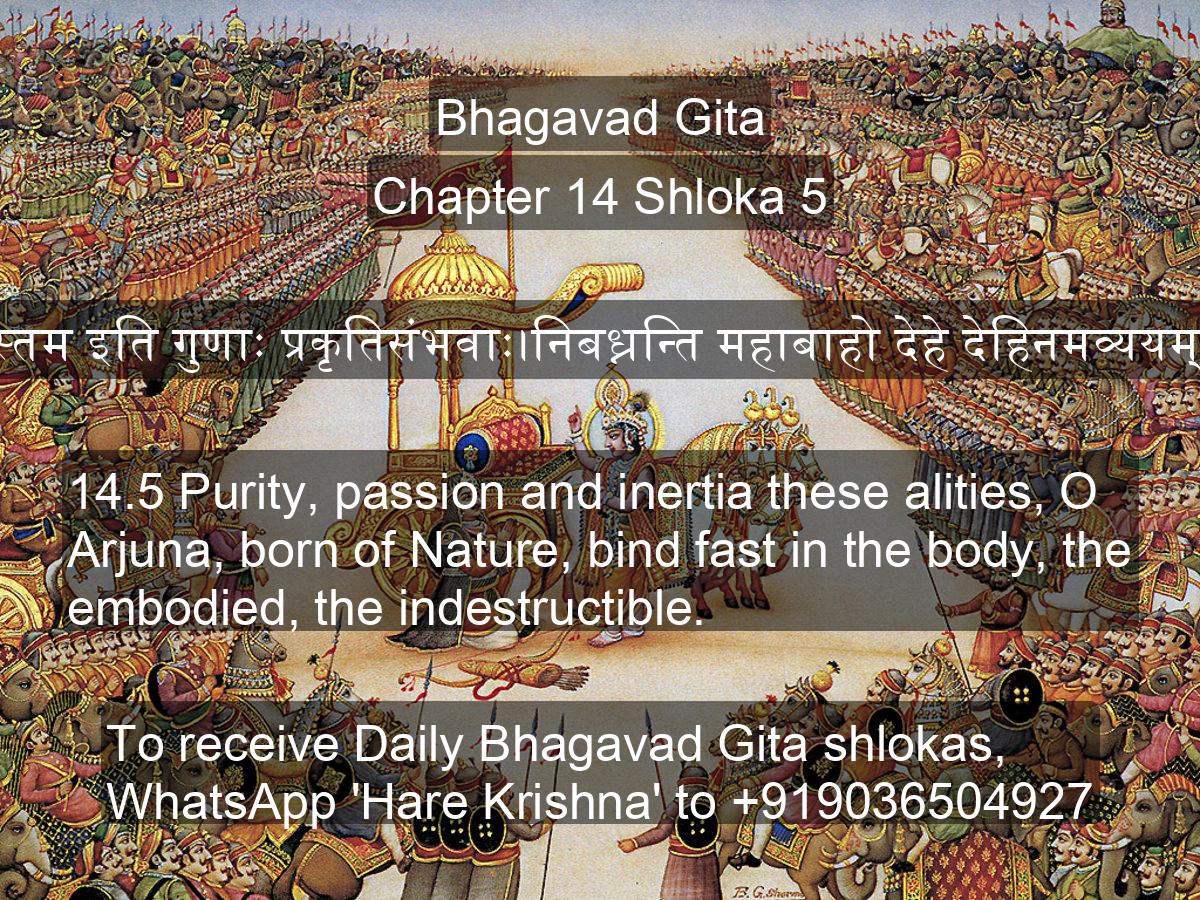 Bhagavad Gita
Chapter 14 Shloka 5
इति गुणाः प्रकृतिसंभवाः।निबध्नन्ति महाबाहो देहे देहिनमव्ययम्
14.5 Purity, passion and inertia these alities, O
Arjuna, born of Nature, bind fast in the body, the
embodied, the indestructible.
To receive Daily Bhagavad Gita shlokas,
WhatsApp 'Hare Krishna' to +919036504927
B.G. Sharma